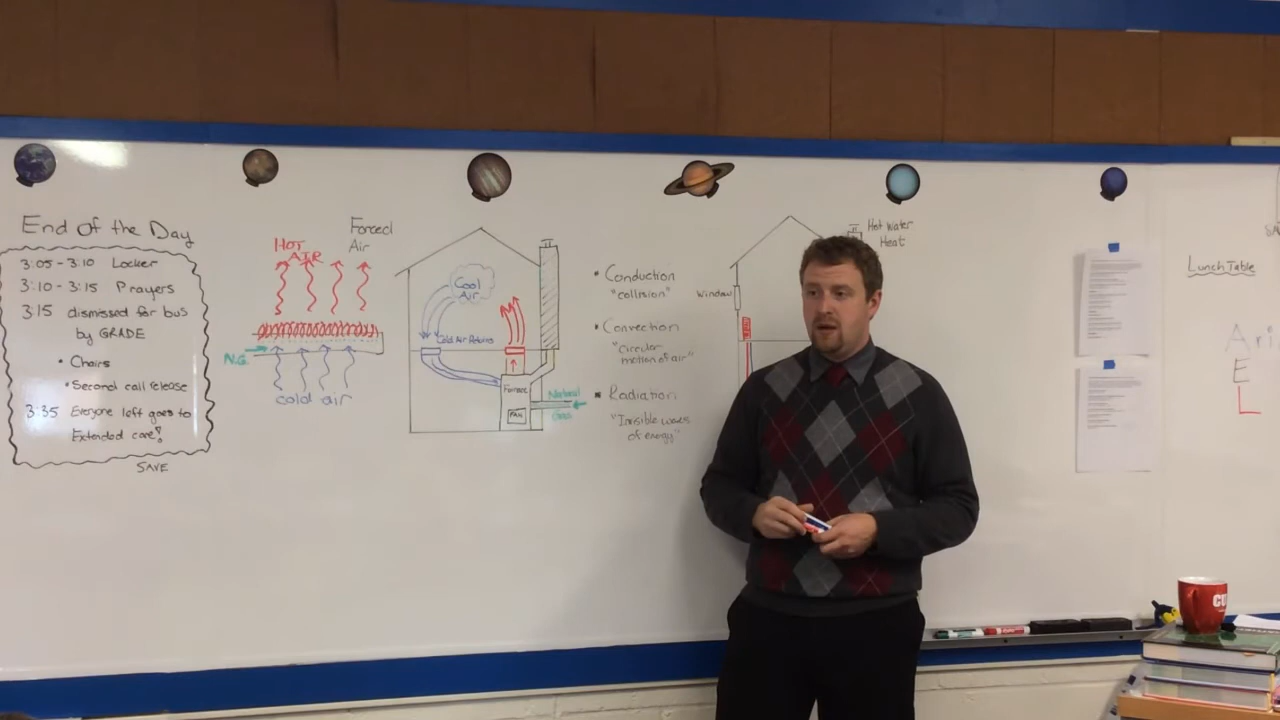 End of the Day
3:05 - 3:10 Locker
3:10 - 3:15 Prayers
3:15 dismissed for bus
by GRADE
• Chairs
• Second call release
3:35 Everyone left goes to
Extended care!
SAVE
HOT
AIR
Forced
Air
N.G.
cold air
Cool
Air
Cold Air Returns
Furnace
FAN
Natural
Gas
• Conduction
"collision"
• Convection
"Circular
motion of air"
• Radiation
"Invisible waves
of energy"
Hot Water
Heat
Window
Lunch Table
Ari
E
L
CU